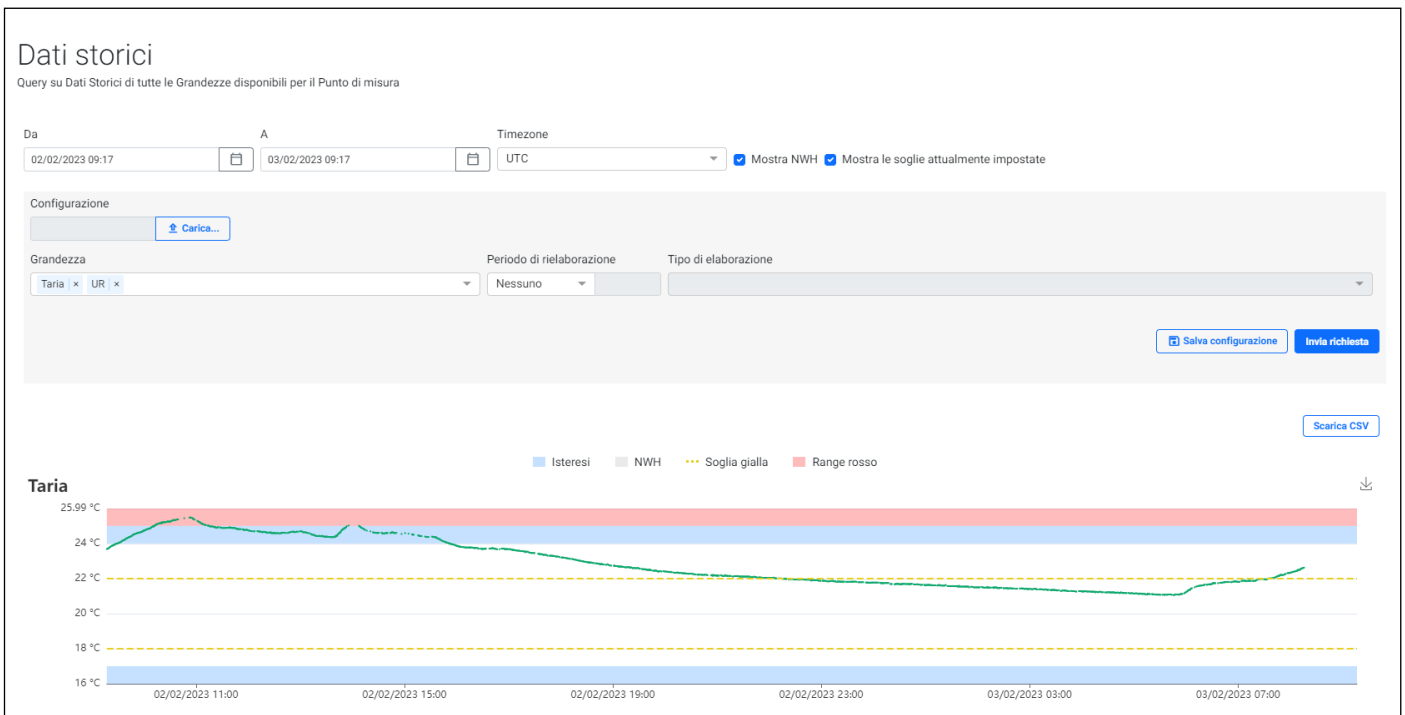 Dati storici
Query su Dati Storici di tutte le Grandezze disponibili per il Punto di misura
Da A Timezone
02/02/2023 09:17 03/02/2023 09:17 UTC Mostra NWH Mostra le soglie attualmente impostate
Configurazione
Carica...
Grandezza Periodo di rielaborazione Tipo di elaborazione
Taria × UR × Nessuno
Salva configurazione Invia richiesta
Scarica CSV
Isteresi NWH Soglia gialla Range rosso
Taria
25.99 °C
24 °C
22 °C
20 °C
18 °C
16 °C
02/02/2023 11:00 02/02/2023 15:00 02/02/2023 19:00 02/02/2023 23:00 03/02/2023 03:00 03/02/2023 07:00